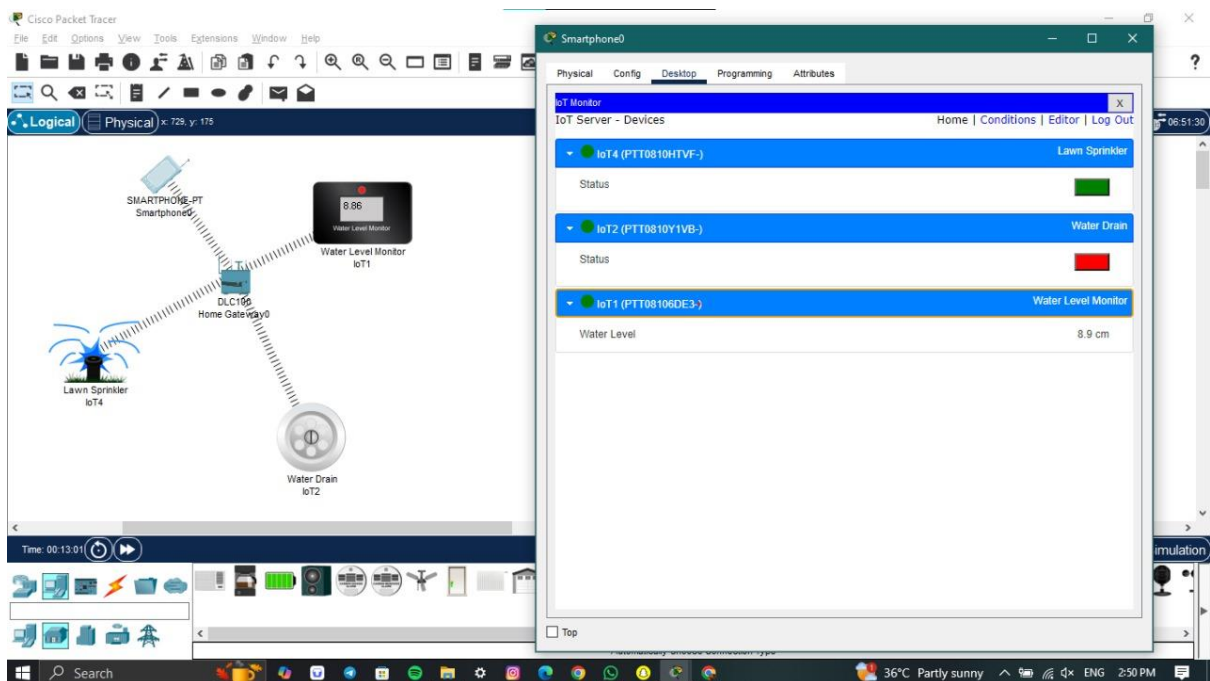 Cisco Packet Tracer
File Edit Options View Tools Extensions Window Help
?
Logical Physical x: 729, y: 175
06:51:30
SMARTPHONE-PT
Smartphone0
8.86
Water Level Monitor
Water Level Monitor
IoT1
DLC100
Home Gateway0
Lawn Sprinkler
IoT4
Water Drain
IoT2
Time: 00:13:01
imulation
Smartphone0
Physical Config Desktop Programming Attributes
IoT Monitor X
IoT Server - Devices Home | Conditions | Editor | Log Out
IoT4 (PTT0810HTVF-) Lawn Sprinkler
Status
IoT2 (PTT0810Y1VB-) Water Drain
Status
IoT1 (PTT08106DE3-) Water Level Monitor
Water Level 8.9 cm
Top
Automatically Choose Connection Type
Search
36°C Partly sunny ENG 2:50 PM